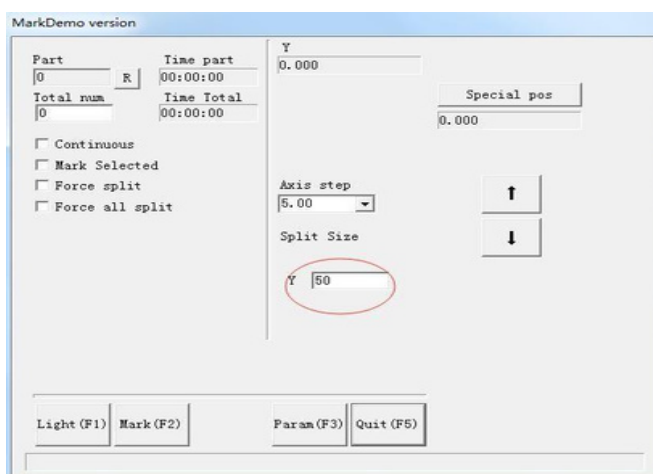 MarkDemo version
Part Time part
0 R 00:00:00
Total num Time Total
0 00:00:00
Continuous
Mark Selected
Force split
Force all split
Y
0.000
Special pos
0.000
Axis step
5.00
Split Size
Y 50
Light(F1) Mark(F2) Param(F3) Quit(F5)